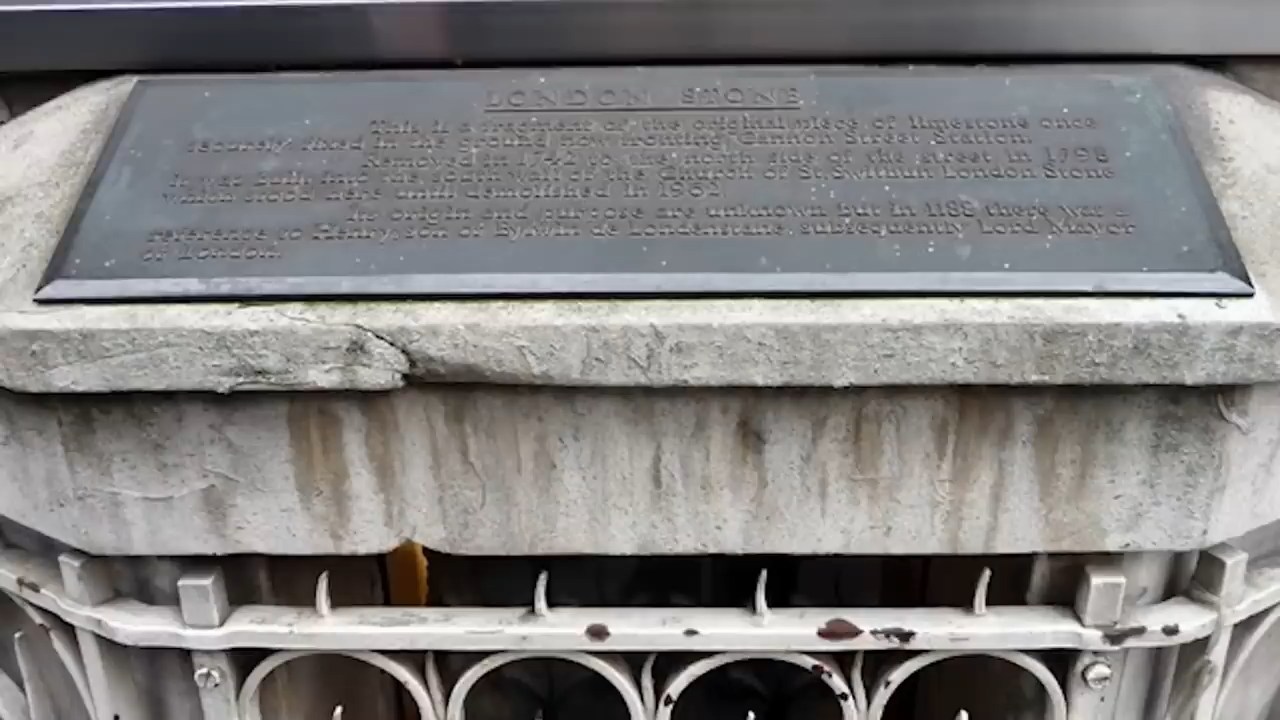 LONDON STONE
This is a fragment of the original piece of limestone once
securely fixed in the ground now fronting Cannon Street Station.
Removed in 1742 to the north side of the street, in 1798
it was built into the south wall of the Church of St. Swithun London Stone
which stood here until demolished in 1962.
Its origin and purpose are unknown but in 1188 there was a
reference to Henry, son of Eylwin de Londenstane, subsequently Lord Mayor
of London.